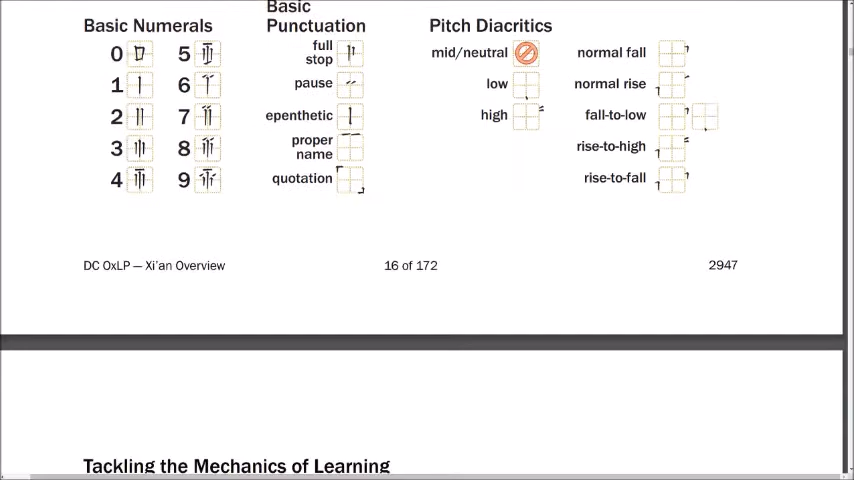 Basic Numerals
Basic
Punctuation
Pitch Diacritics
0 5 full stop mid/neutral normal fall
1 6 pause low normal rise
2 7 epenthetic high fall-to-low
3 8 proper name rise-to-high
4 9 quotation rise-to-fall
DC OxLP — Xi'an Overview 16 of 172 2947
Tackling the Mechanics of Learning